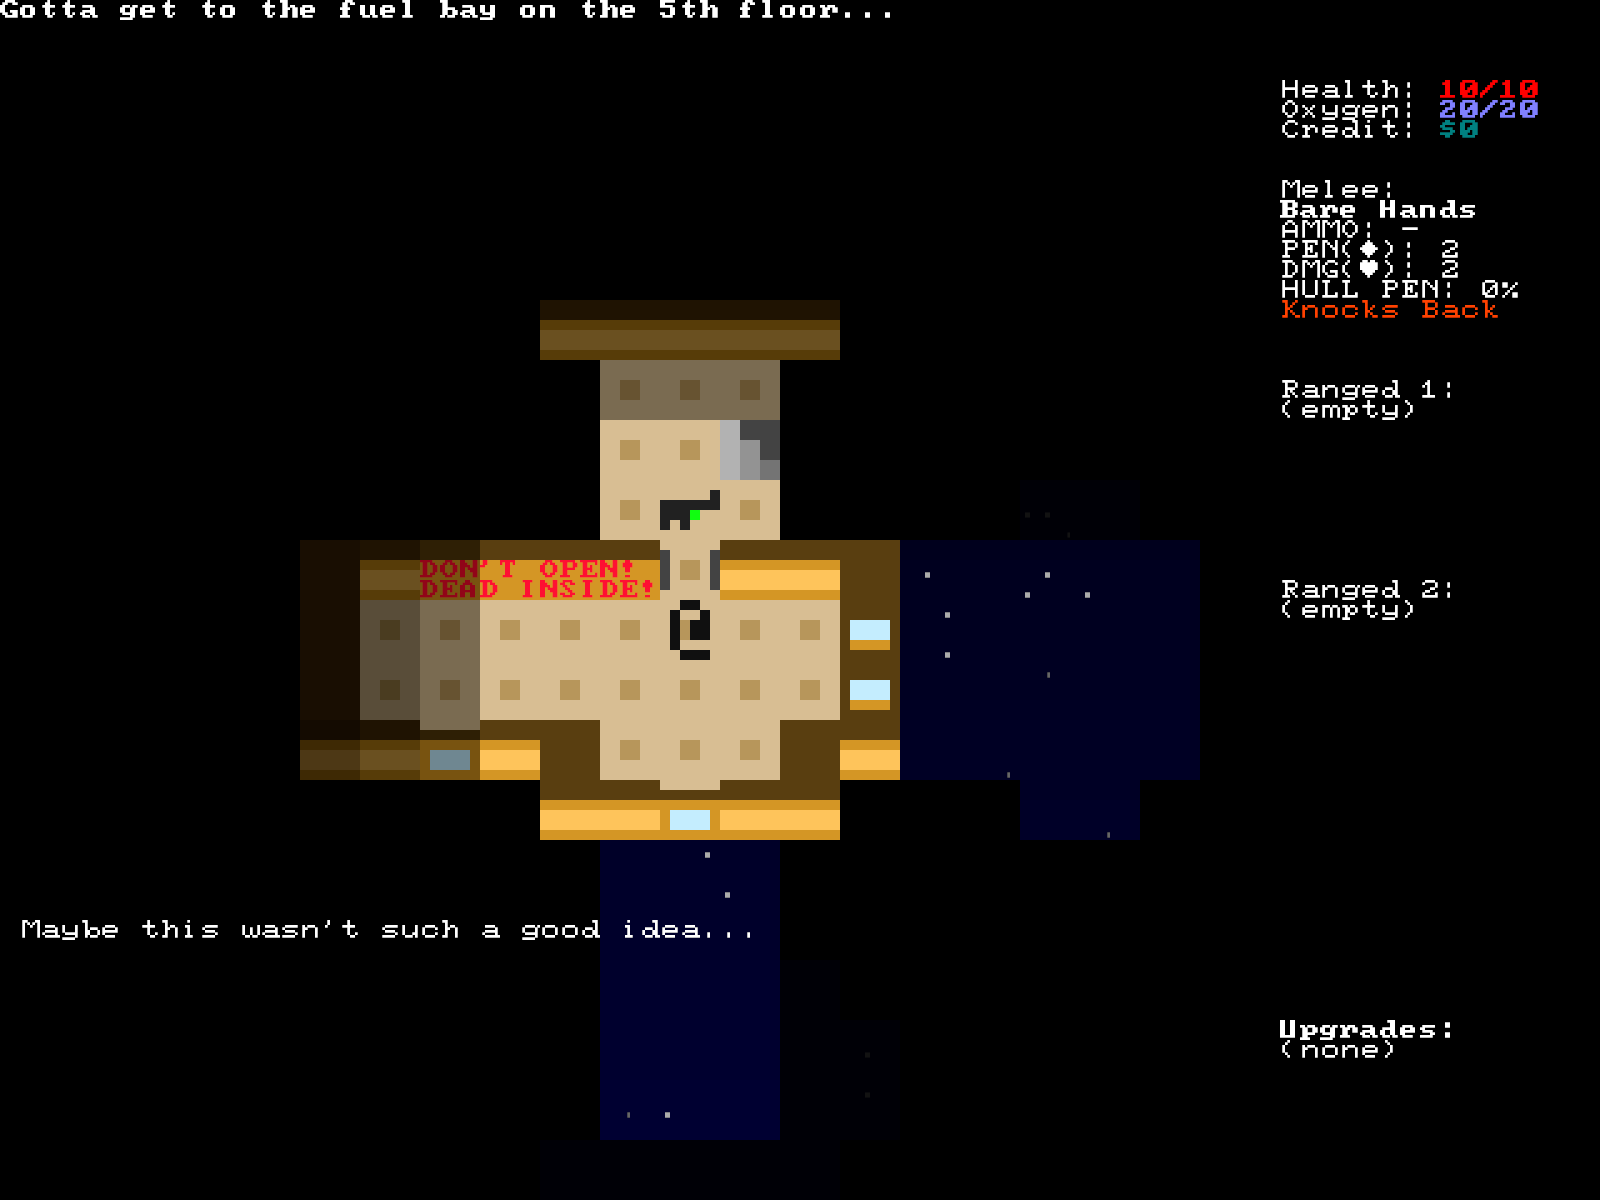 Gotta get to the fuel bay on the 5th floor...
Health: 10/10
Oxygen: 20/20
Credit: $0
Melee:
Bare Hands
AMMO: -
PEN(♦): 2
DMG(♥): 2
HULL PEN: 0%
Knocks Back
Ranged 1:
(empty)
DON'T OPEN!
DEAD INSIDE!
Ranged 2:
(empty)
Maybe this wasn't such a good idea...
Upgrades:
(none)